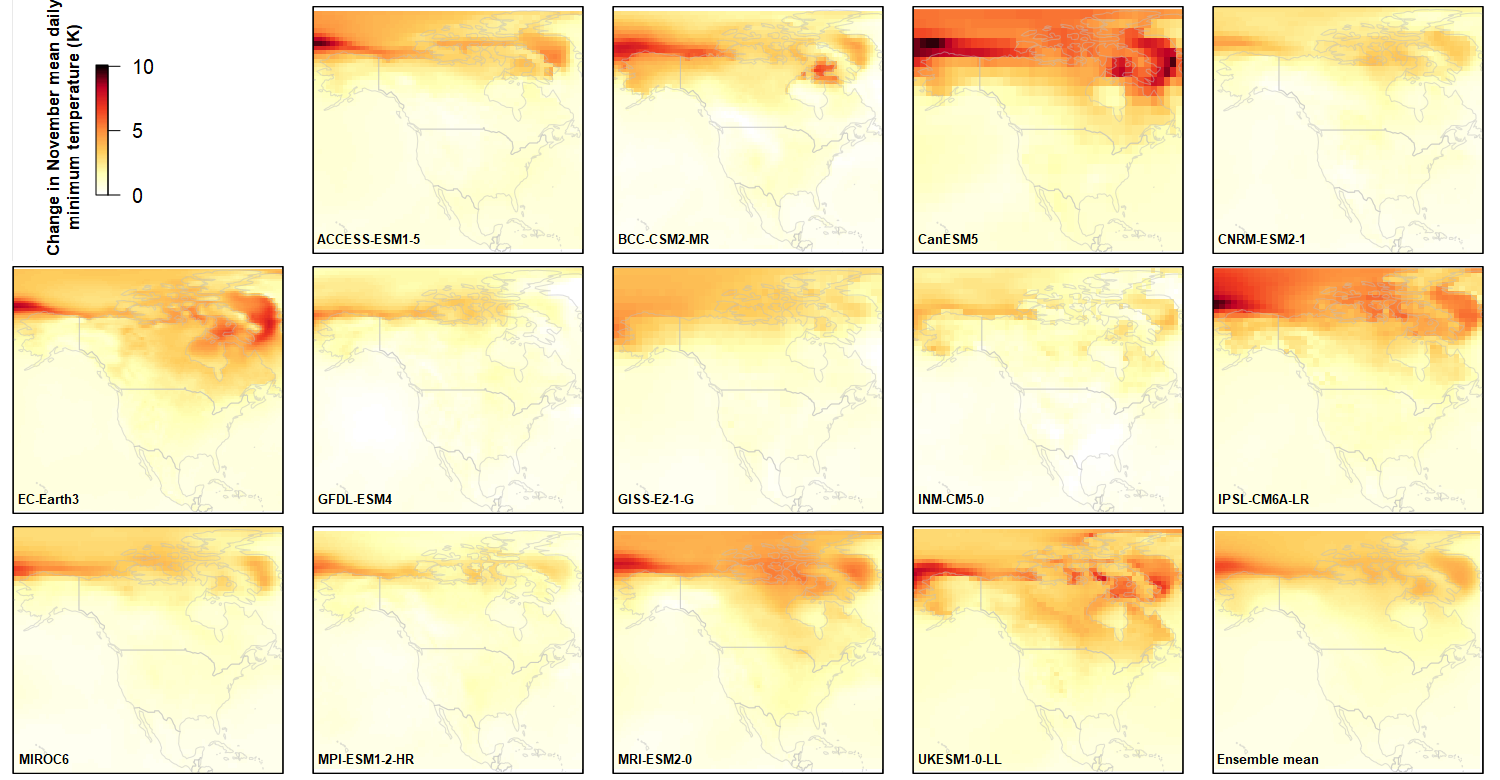 Change in November mean daily
minimum temperature (K)
10
5
0
ACCESS-ESM1-5
BCC-CSM2-MR
CanESM5
CNRM-ESM2-1
EC-Earth3
GFDL-ESM4
GISS-E2-1-G
INM-CM5-0
IPSL-CM6A-LR
MIROC6
MPI-ESM1-2-HR
MRI-ESM2-0
UKESM1-0-LL
Ensemble mean